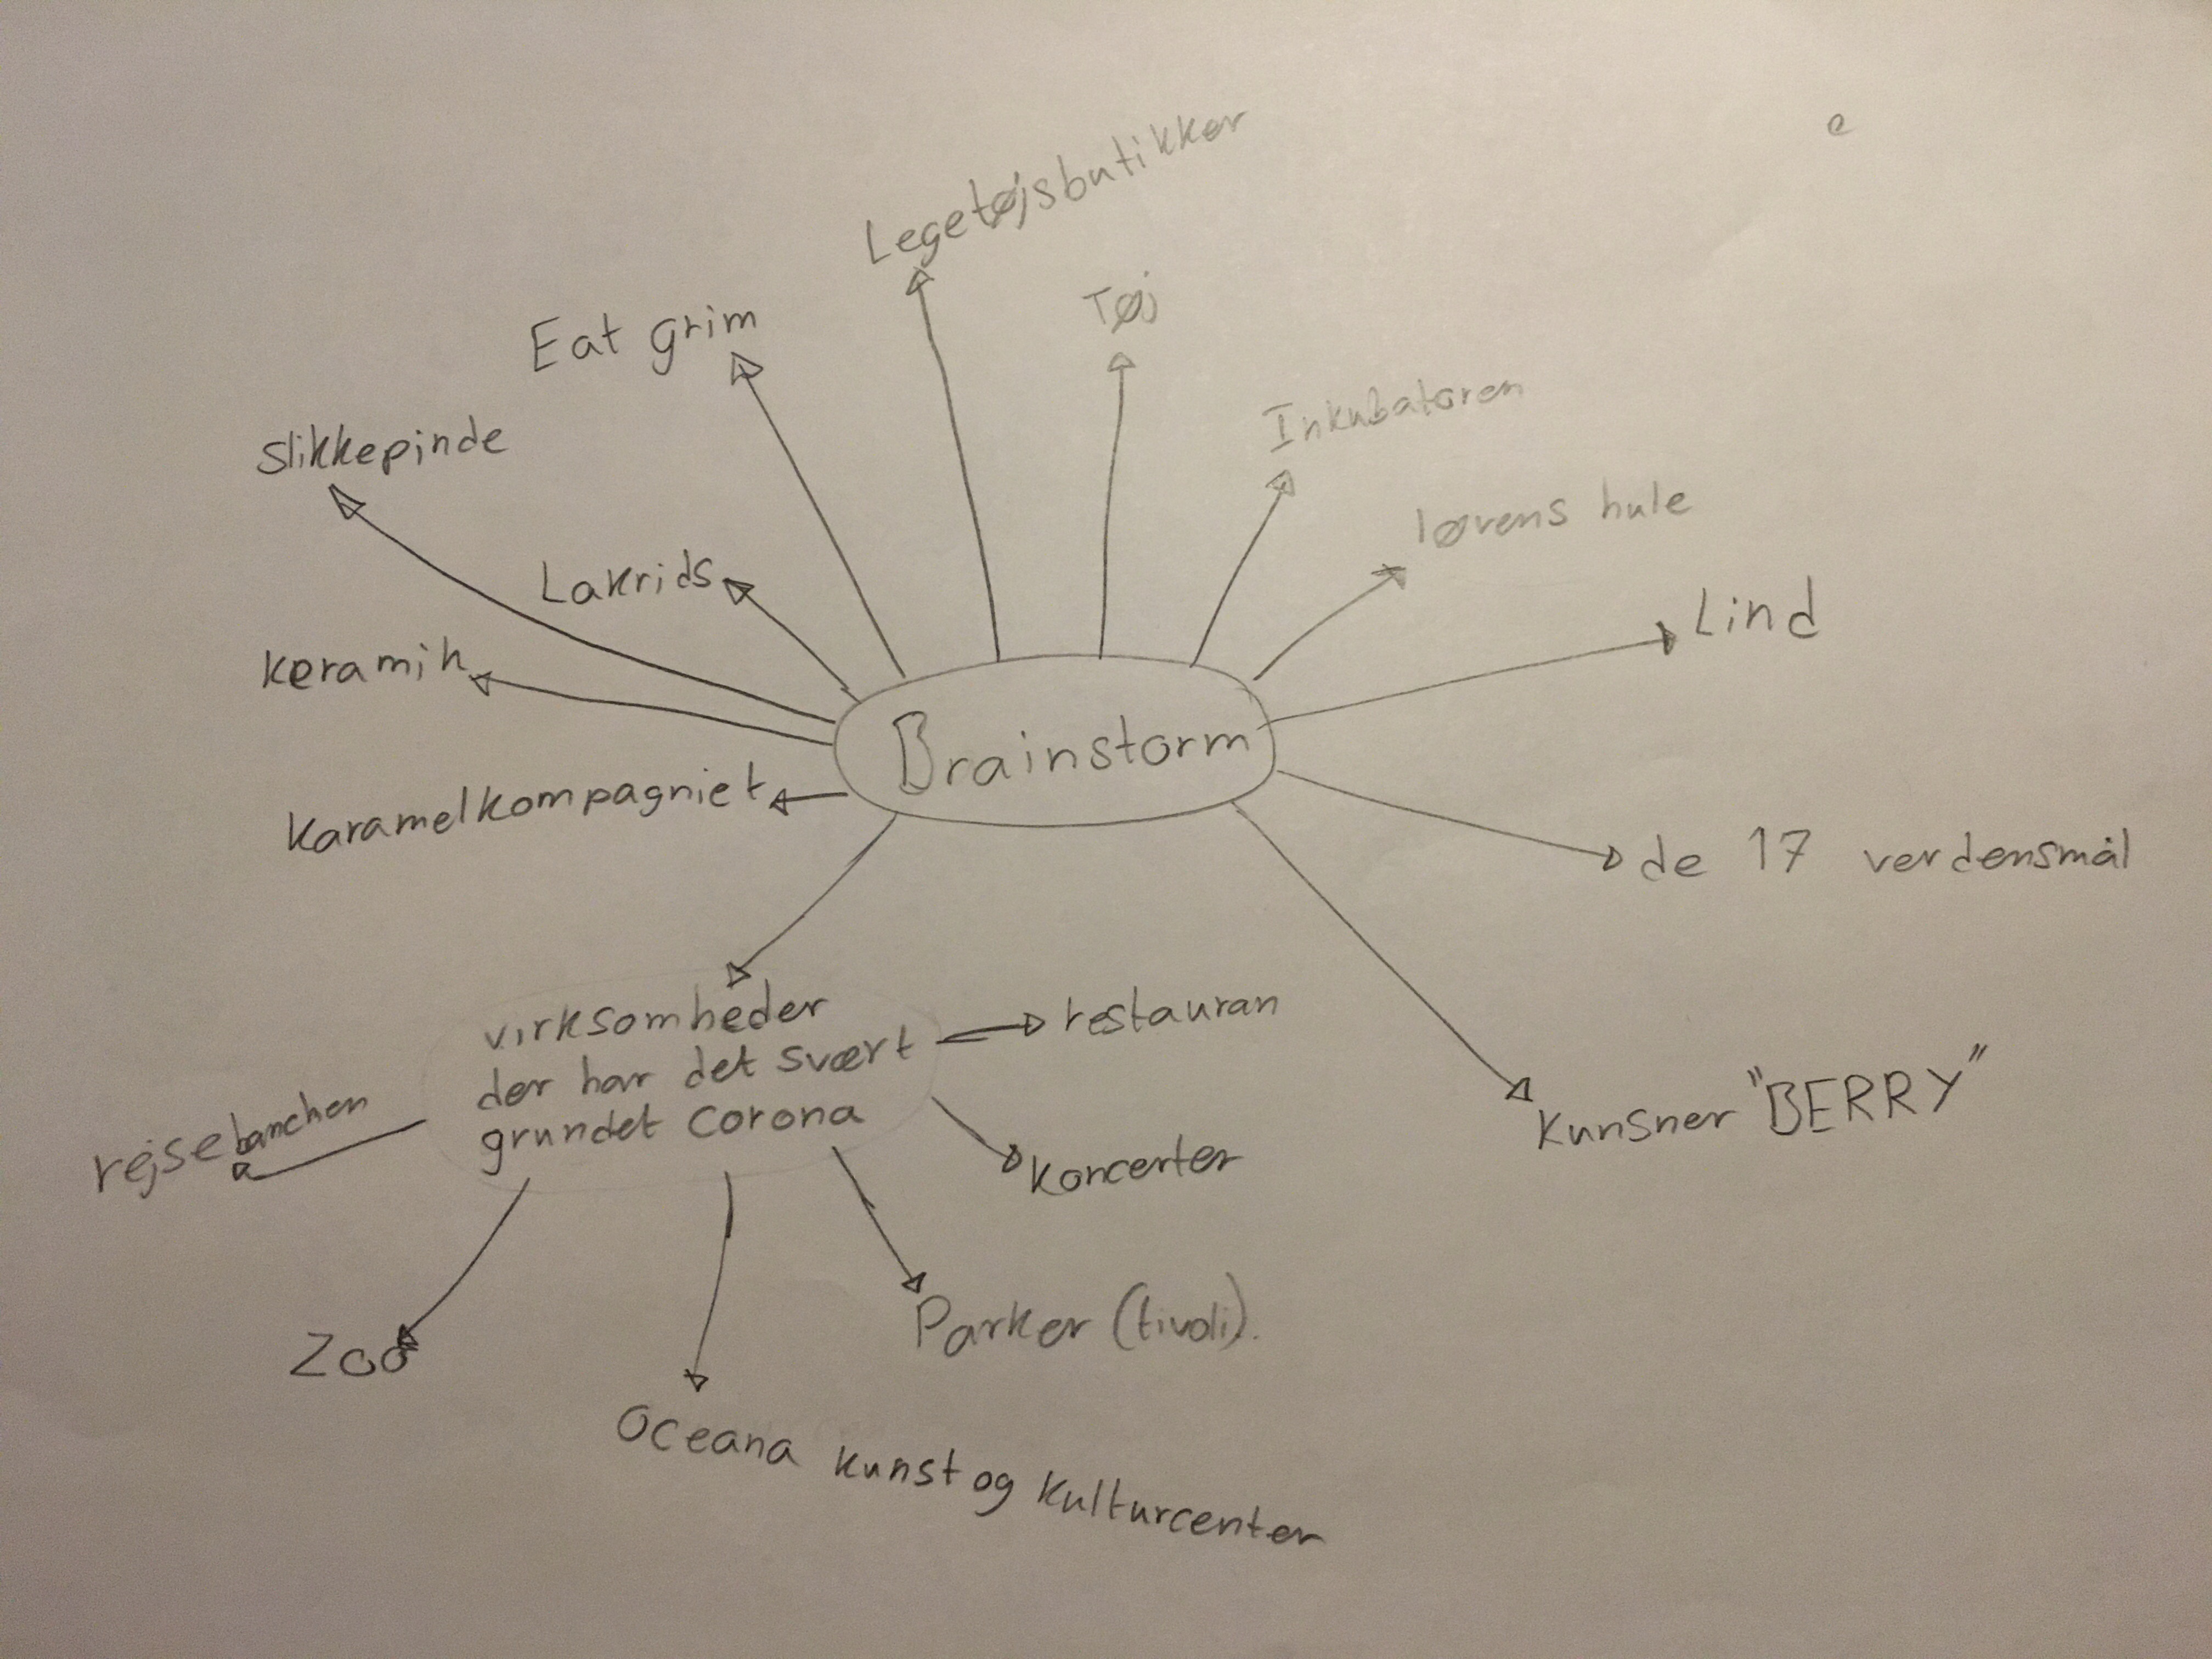 e
Legetøjsbutikker
Tøj
Eat grim
Inkubatoren
Slikkepinde
løvens hule
Lakrids
Lind
keramik
Brainstorm
karamelkompagniet
de 17 verdensmål
virksomheder
der har det svært
grundet corona
restauran
rejsebranchen
kunsner "BERRY"
koncerter
Parker (tivoli).
Zoo
Oceana kunst og kulturcenter